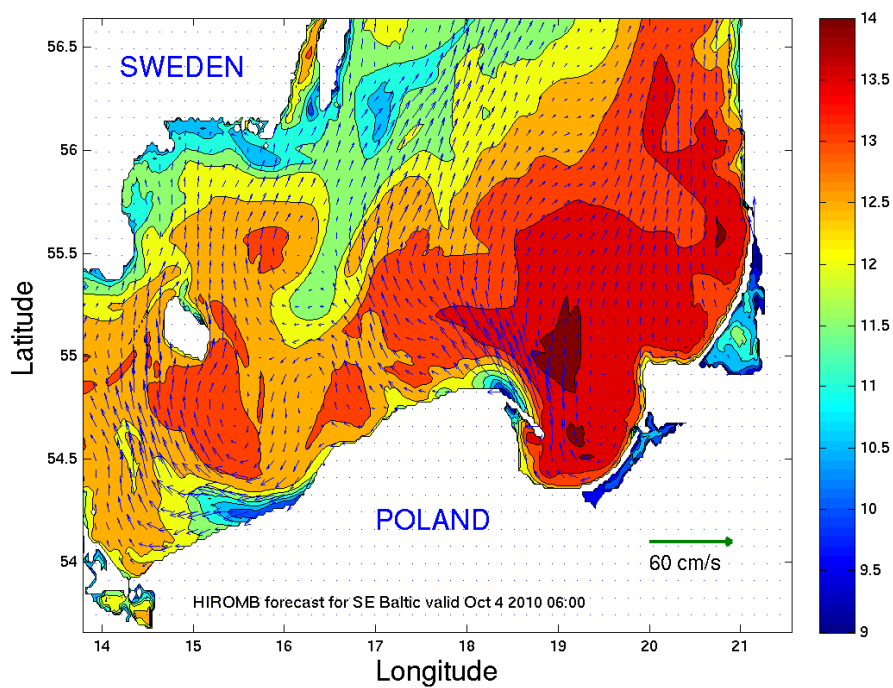 SWEDEN
POLAND
60 cm/s
HIROMB forecast for SE Baltic valid Oct 4 2010 06:00
Latitude
56.5
56
55.5
55
54.5
54
14 15 16 17 18 19 20 21
Longitude
14
13.5
13
12.5
12
11.5
11
10.5
10
9.5
9